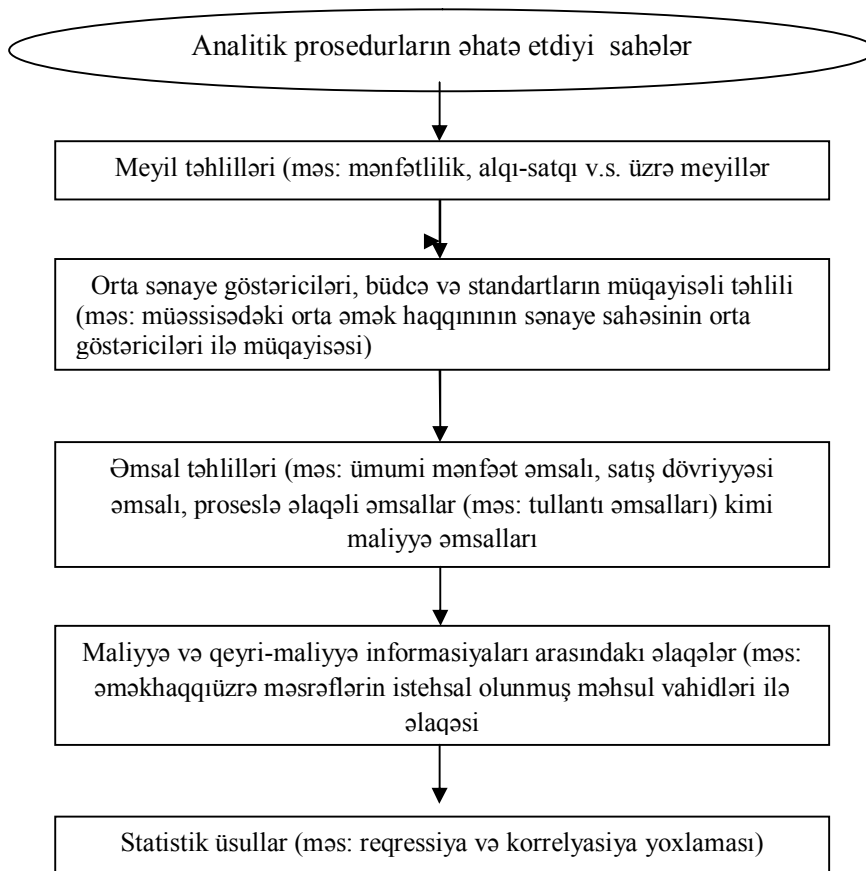 Analitik prosedurların əhatə etdiyi sahələr
Meyil təhlilləri (məs: mənfətlilik, alqı-satqı v.s. üzrə meyillər
Orta sənaye göstəriciləri, büdcə və standartların müqayisəli təhlili
(məs: müəssisədəki orta əmək haqqınının sənaye sahəsinin orta
göstəriciləri ilə müqayisəsi)
Əmsal təhlilləri (məs: ümumi mənfəət əmsalı, satış dövriyyəsi
əmsalı, proseslə əlaqəli əmsallar (məs: tullantı əmsalları) kimi
maliyyə əmsalları
Maliyyə və qeyri-maliyyə informasiyaları arasındakı əlaqələr (məs:
əməkhaqqıüzrə məsrəflərin istehsal olunmuş məhsul vahidləri ilə
əlaqəsi
Statistik üsullar (məs: reqressiya və korrelyasiya yoxlaması)